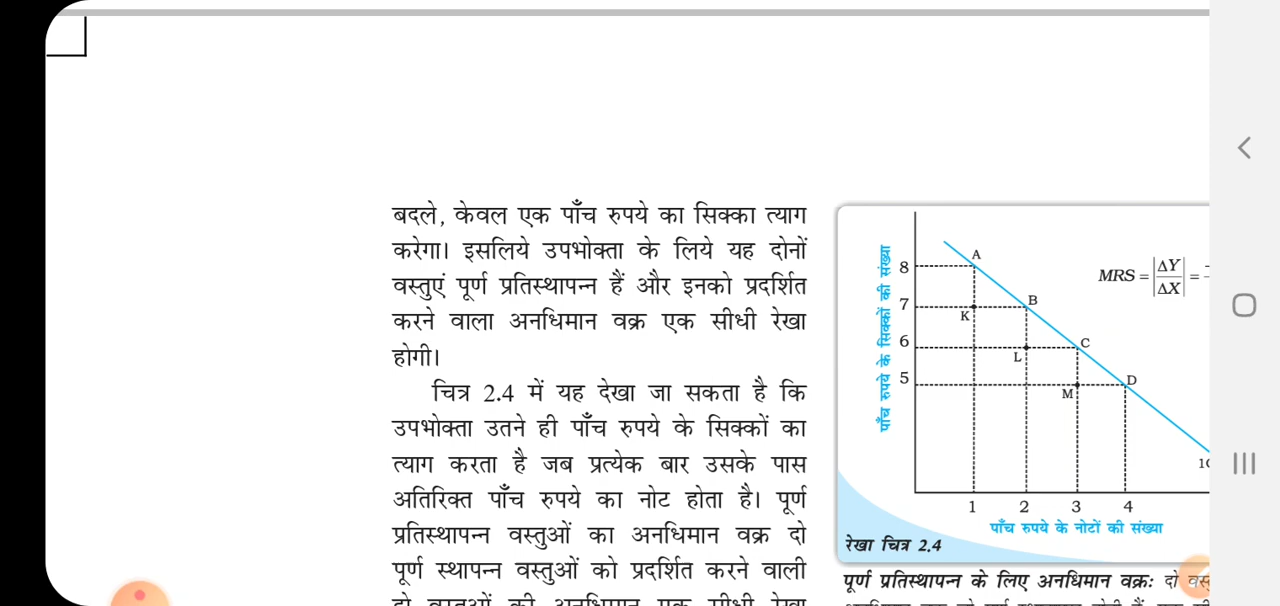 बदले, केवल एक पाँच रुपये का सिक्का त्याग
करेगा। इसलिये उपभोक्ता के लिये यह दोनों
वस्तुएं पूर्ण प्रतिस्थापन्न हैं और इनको प्रदर्शित
करने वाला अनधिमान वक्र एक सीधी रेखा
होगी।
चित्र 2.4 में यह देखा जा सकता है कि
उपभोक्ता उतने ही पाँच रुपये के सिक्कों का
त्याग करता है जब प्रत्येक बार उसके पास
अतिरिक्त पाँच रुपये का नोट होता है। पूर्ण
प्रतिस्थापन्न वस्तुओं का अनधिमान वक्र दो
पूर्ण स्थापन्न वस्तुओं को प्रदर्शित करने वाली
दो वस्तुओं की अनधिमान एक सीधी रेखा
पाँच रुपये के सिक्कों की संख्या
8
7
6
5
A
B
C
D
K
L
M
MRS = |ΔY/ΔX| =
1 2 3 4
पाँच रुपये के नोटों की संख्या
रेखा चित्र 2.4
पूर्ण प्रतिस्थापन्न के लिए अनधिमान वक्रः दो